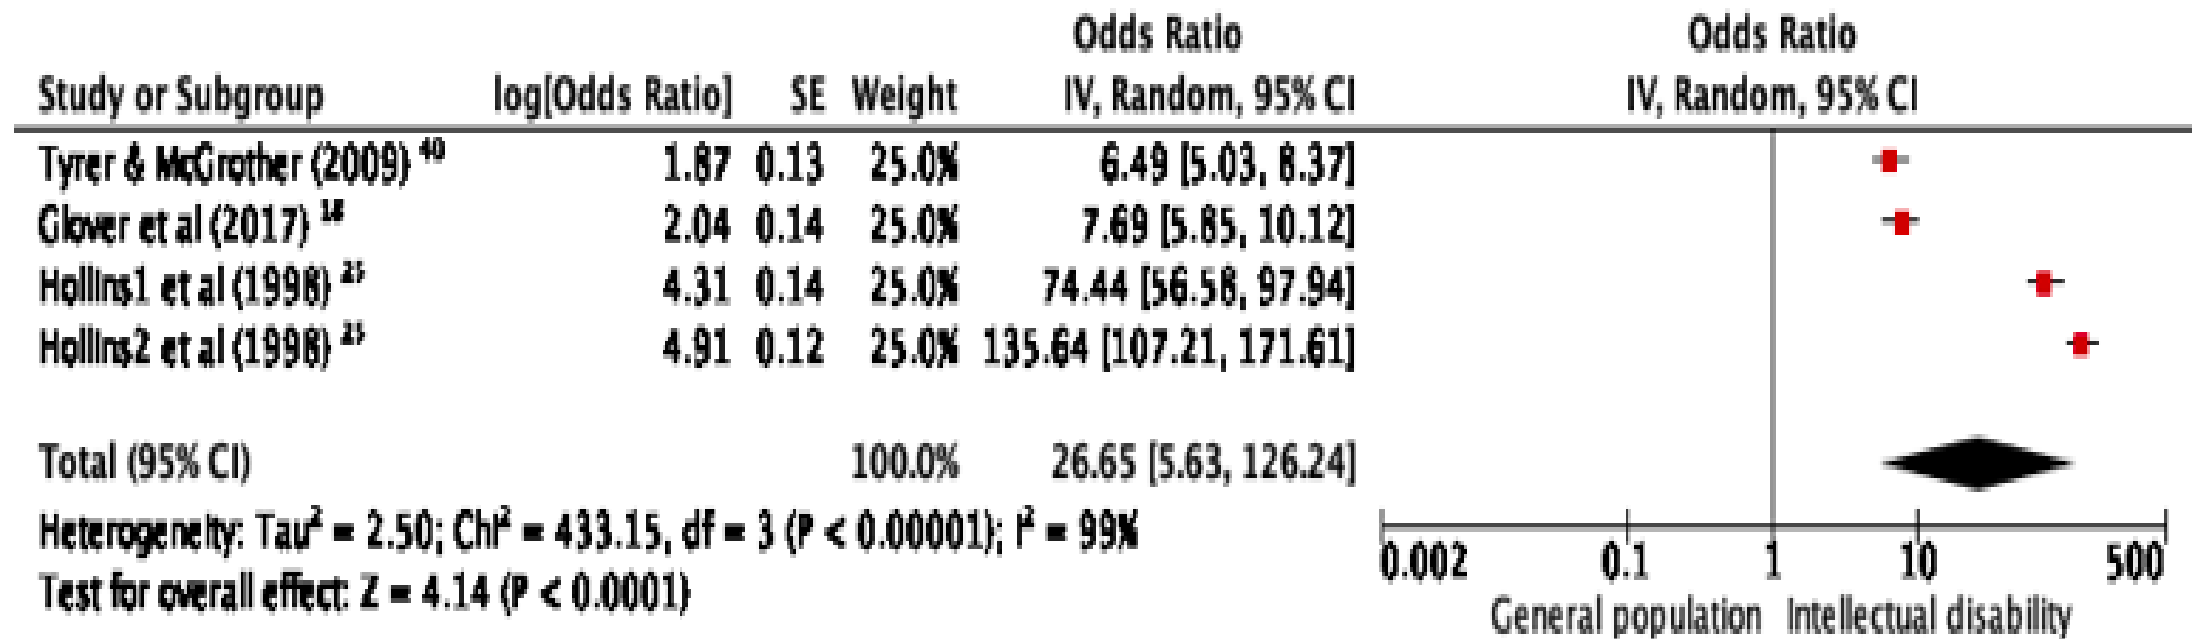 Odds Ratio Odds Ratio
Study or Subgroup log[Odds Ratio] SE Weight IV, Random, 95% CI IV, Random, 95% CI
Tyrer & McGrother (2009) 40 1.87 0.13 25.0% 6.49 [5.03, 8.37]
Glover et al (2017) 18 2.04 0.14 25.0% 7.69 [5.85, 10.12]
Hollins1 et al (1998) 25 4.31 0.14 25.0% 74.44 [56.58, 97.94]
Hollins2 et al (1998) 25 4.91 0.12 25.0% 135.64 [107.21, 171.61]
Total (95% CI) 100.0% 26.65 [5.63, 126.24]
Heterogeneity: Tau² = 2.50; Chi² = 433.15, df = 3 (P < 0.00001); I² = 99%
Test for overall effect: Z = 4.14 (P < 0.0001)
0.002 0.1 1 10 500
General population Intellectual disability